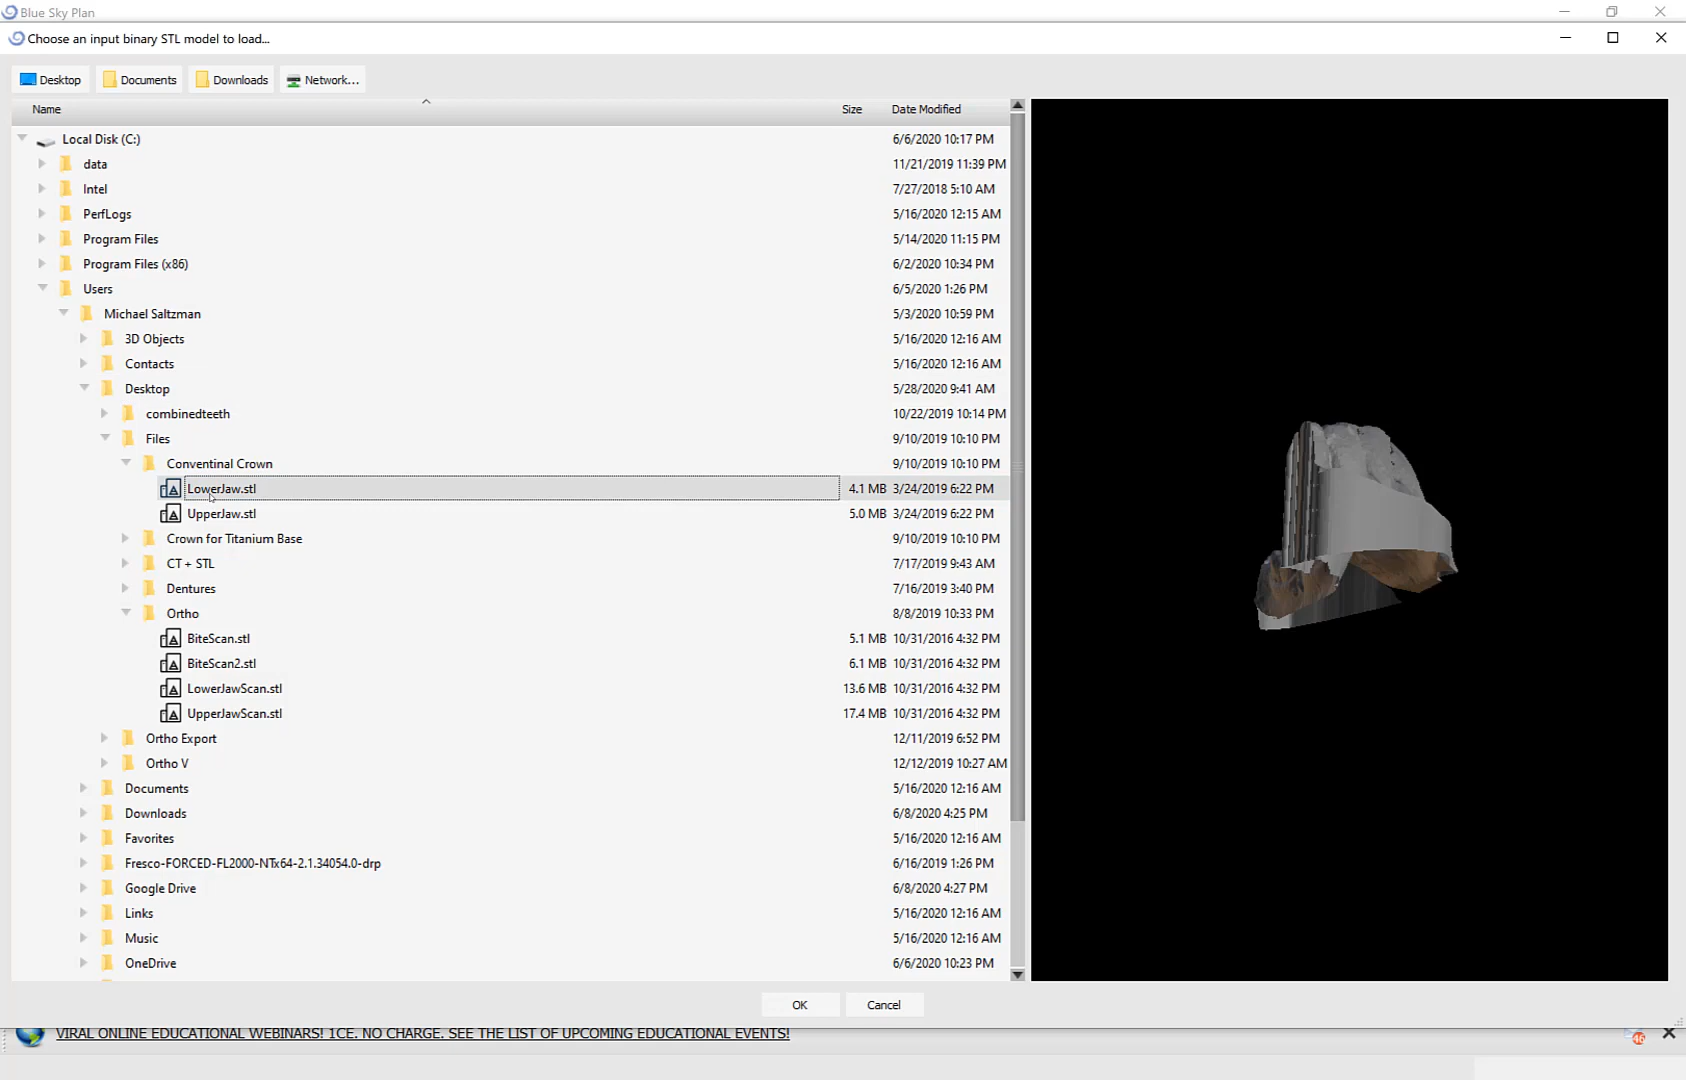 Blue Sky Plan
Choose an input binary STL model to load...
Desktop Documents Downloads Network...
Name Size Date Modified
Local Disk (C:) 6/6/2020 10:17 PM
data 11/21/2019 11:39 PM
Intel 7/27/2018 5:10 AM
PerfLogs 5/16/2020 12:15 AM
Program Files 5/14/2020 11:15 PM
Program Files (x86) 6/2/2020 10:34 PM
Users 6/5/2020 1:26 PM
Michael Saltzman 5/3/2020 10:59 PM
3D Objects 5/16/2020 12:16 AM
Contacts 5/16/2020 12:16 AM
Desktop 5/28/2020 9:41 AM
combinedteeth 10/22/2019 10:14 PM
Files 9/10/2019 10:10 PM
Conventinal Crown 9/10/2019 10:10 PM
LowerJaw.stl 4.1 MB 3/24/2019 6:22 PM
UpperJaw.stl 5.0 MB 3/24/2019 6:22 PM
Crown for Titanium Base 9/10/2019 10:10 PM
CT + STL 7/17/2019 9:43 AM
Dentures 7/16/2019 3:40 PM
Ortho 8/8/2019 10:33 PM
BiteScan.stl 5.1 MB 10/31/2016 4:32 PM
BiteScan2.stl 6.1 MB 10/31/2016 4:32 PM
LowerJawScan.stl 13.6 MB 10/31/2016 4:32 PM
UpperJawScan.stl 17.4 MB 10/31/2016 4:32 PM
Ortho Export 12/11/2019 6:52 PM
Ortho V 12/12/2019 10:27 AM
Documents 5/16/2020 12:16 AM
Downloads 6/8/2020 4:25 PM
Favorites 5/16/2020 12:16 AM
Fresco-FORCED-FL2000-NTx64-2.1.34054.0-drp 6/16/2019 1:26 PM
Google Drive 6/8/2020 4:27 PM
Links 5/16/2020 12:16 AM
Music 5/16/2020 12:16 AM
OneDrive 6/6/2020 10:23 PM
OK Cancel
VIRAL ONLINE EDUCATIONAL WEBINARS! 1CE. NO CHARGE. SEE THE LIST OF UPCOMING EDUCATIONAL EVENTS!
46